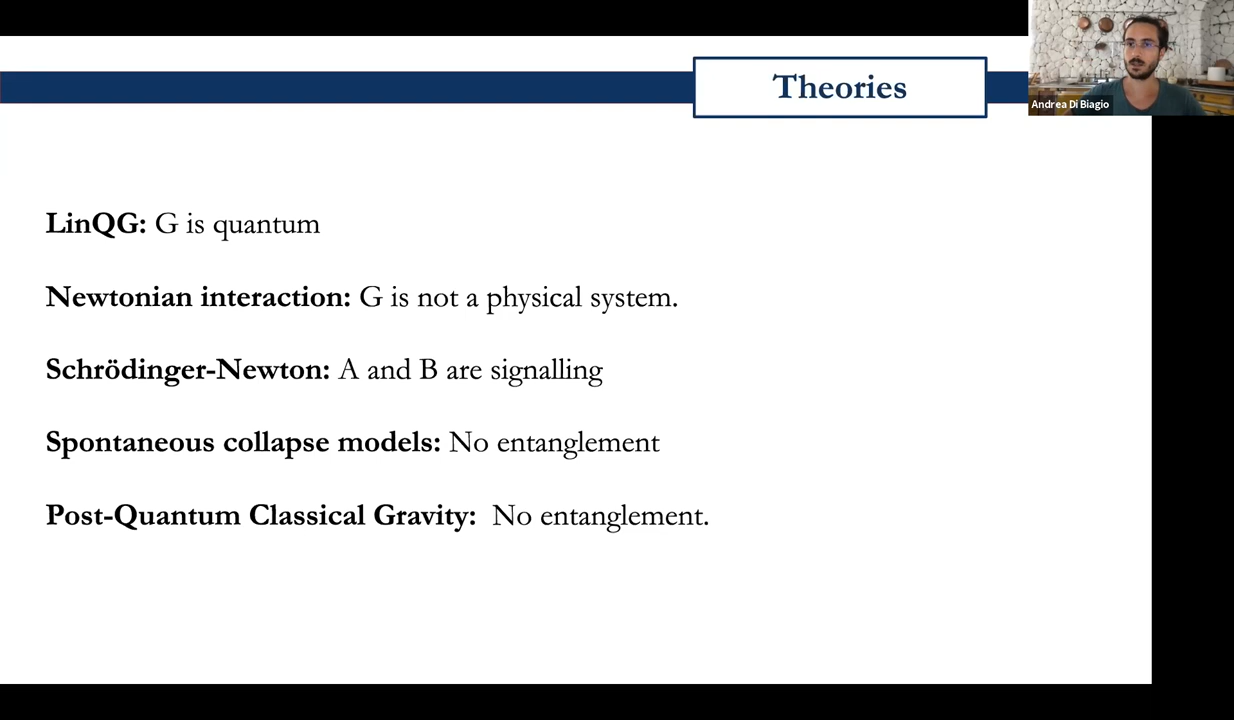 Theories
Andrea Di Biagio
LinQG: G is quantum
Newtonian interaction: G is not a physical system.
Schrödinger-Newton: A and B are signalling
Spontaneous collapse models: No entanglement
Post-Quantum Classical Gravity: No entanglement.